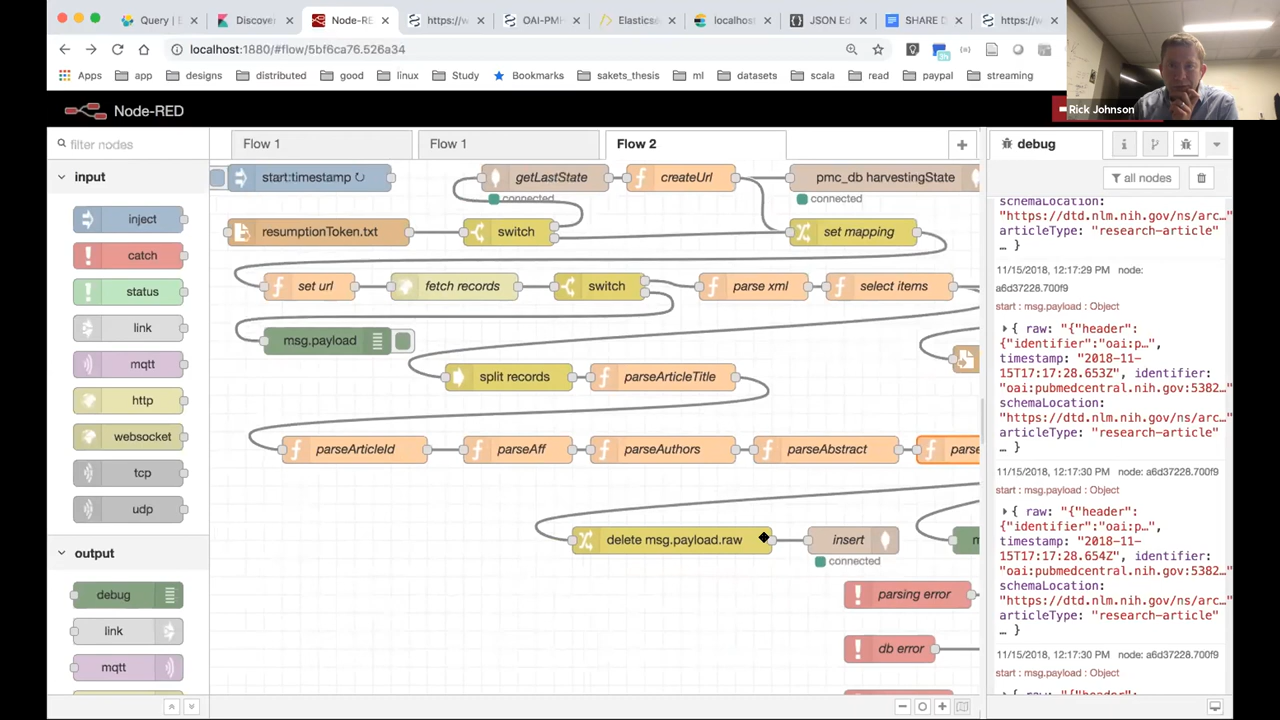 Query | E
Discover
Node-RE
https://w
OAI-PMH
Elasticse
localhos
JSON Ed
SHARE D
https://w
localhost:1880/#flow/5bf6ca76.526a34
Apps
app
designs
distributed
good
linux
Study
Bookmarks
sakets_thesis
ml
datasets
scala
read
paypal
streaming
Rick Johnson
Node-RED
filter nodes
Flow 1
Flow 1
Flow 2
debug
input
inject
catch
status
link
mqtt
http
websocket
tcp
udp
output
debug
link
mqtt
start:timestamp ↻
getLastState
connected
createUrl
pmc_db harvestingState
connected
resumptionToken.txt
switch
set mapping
set url
fetch records
switch
parse xml
select items
msg.payload
split records
parseArticleTitle
parseArticleId
parseAff
parseAuthors
parseAbstract
parse
delete msg.payload.raw
insert
connected
m
parsing error
db error
all nodes
schemaLocation:
"https://dtd.nlm.nih.gov/ns/arc…
articleType: "research-article"
… }
11/15/2018, 12:17:29 PM node:
a6d37228.700f9
start : msg.payload : Object
{ raw: "{"header":
{"identifier":"oai:p…",
timestamp: "2018-11-
15T17:17:28.653Z", identifier:
"oai:pubmedcentral.nih.gov:5382…
schemaLocation:
"https://dtd.nlm.nih.gov/ns/arc…
articleType: "research-article"
… }
11/15/2018, 12:17:30 PM node: a6d37228.700f9
start : msg.payload : Object
{ raw: "{"header":
{"identifier":"oai:p…",
timestamp: "2018-11-
15T17:17:28.654Z", identifier:
"oai:pubmedcentral.nih.gov:5382…
schemaLocation:
"https://dtd.nlm.nih.gov/ns/arc…
articleType: "research-article"
… }
11/15/2018, 12:17:30 PM node: a6d37228.700f9
start : msg.payload : Object